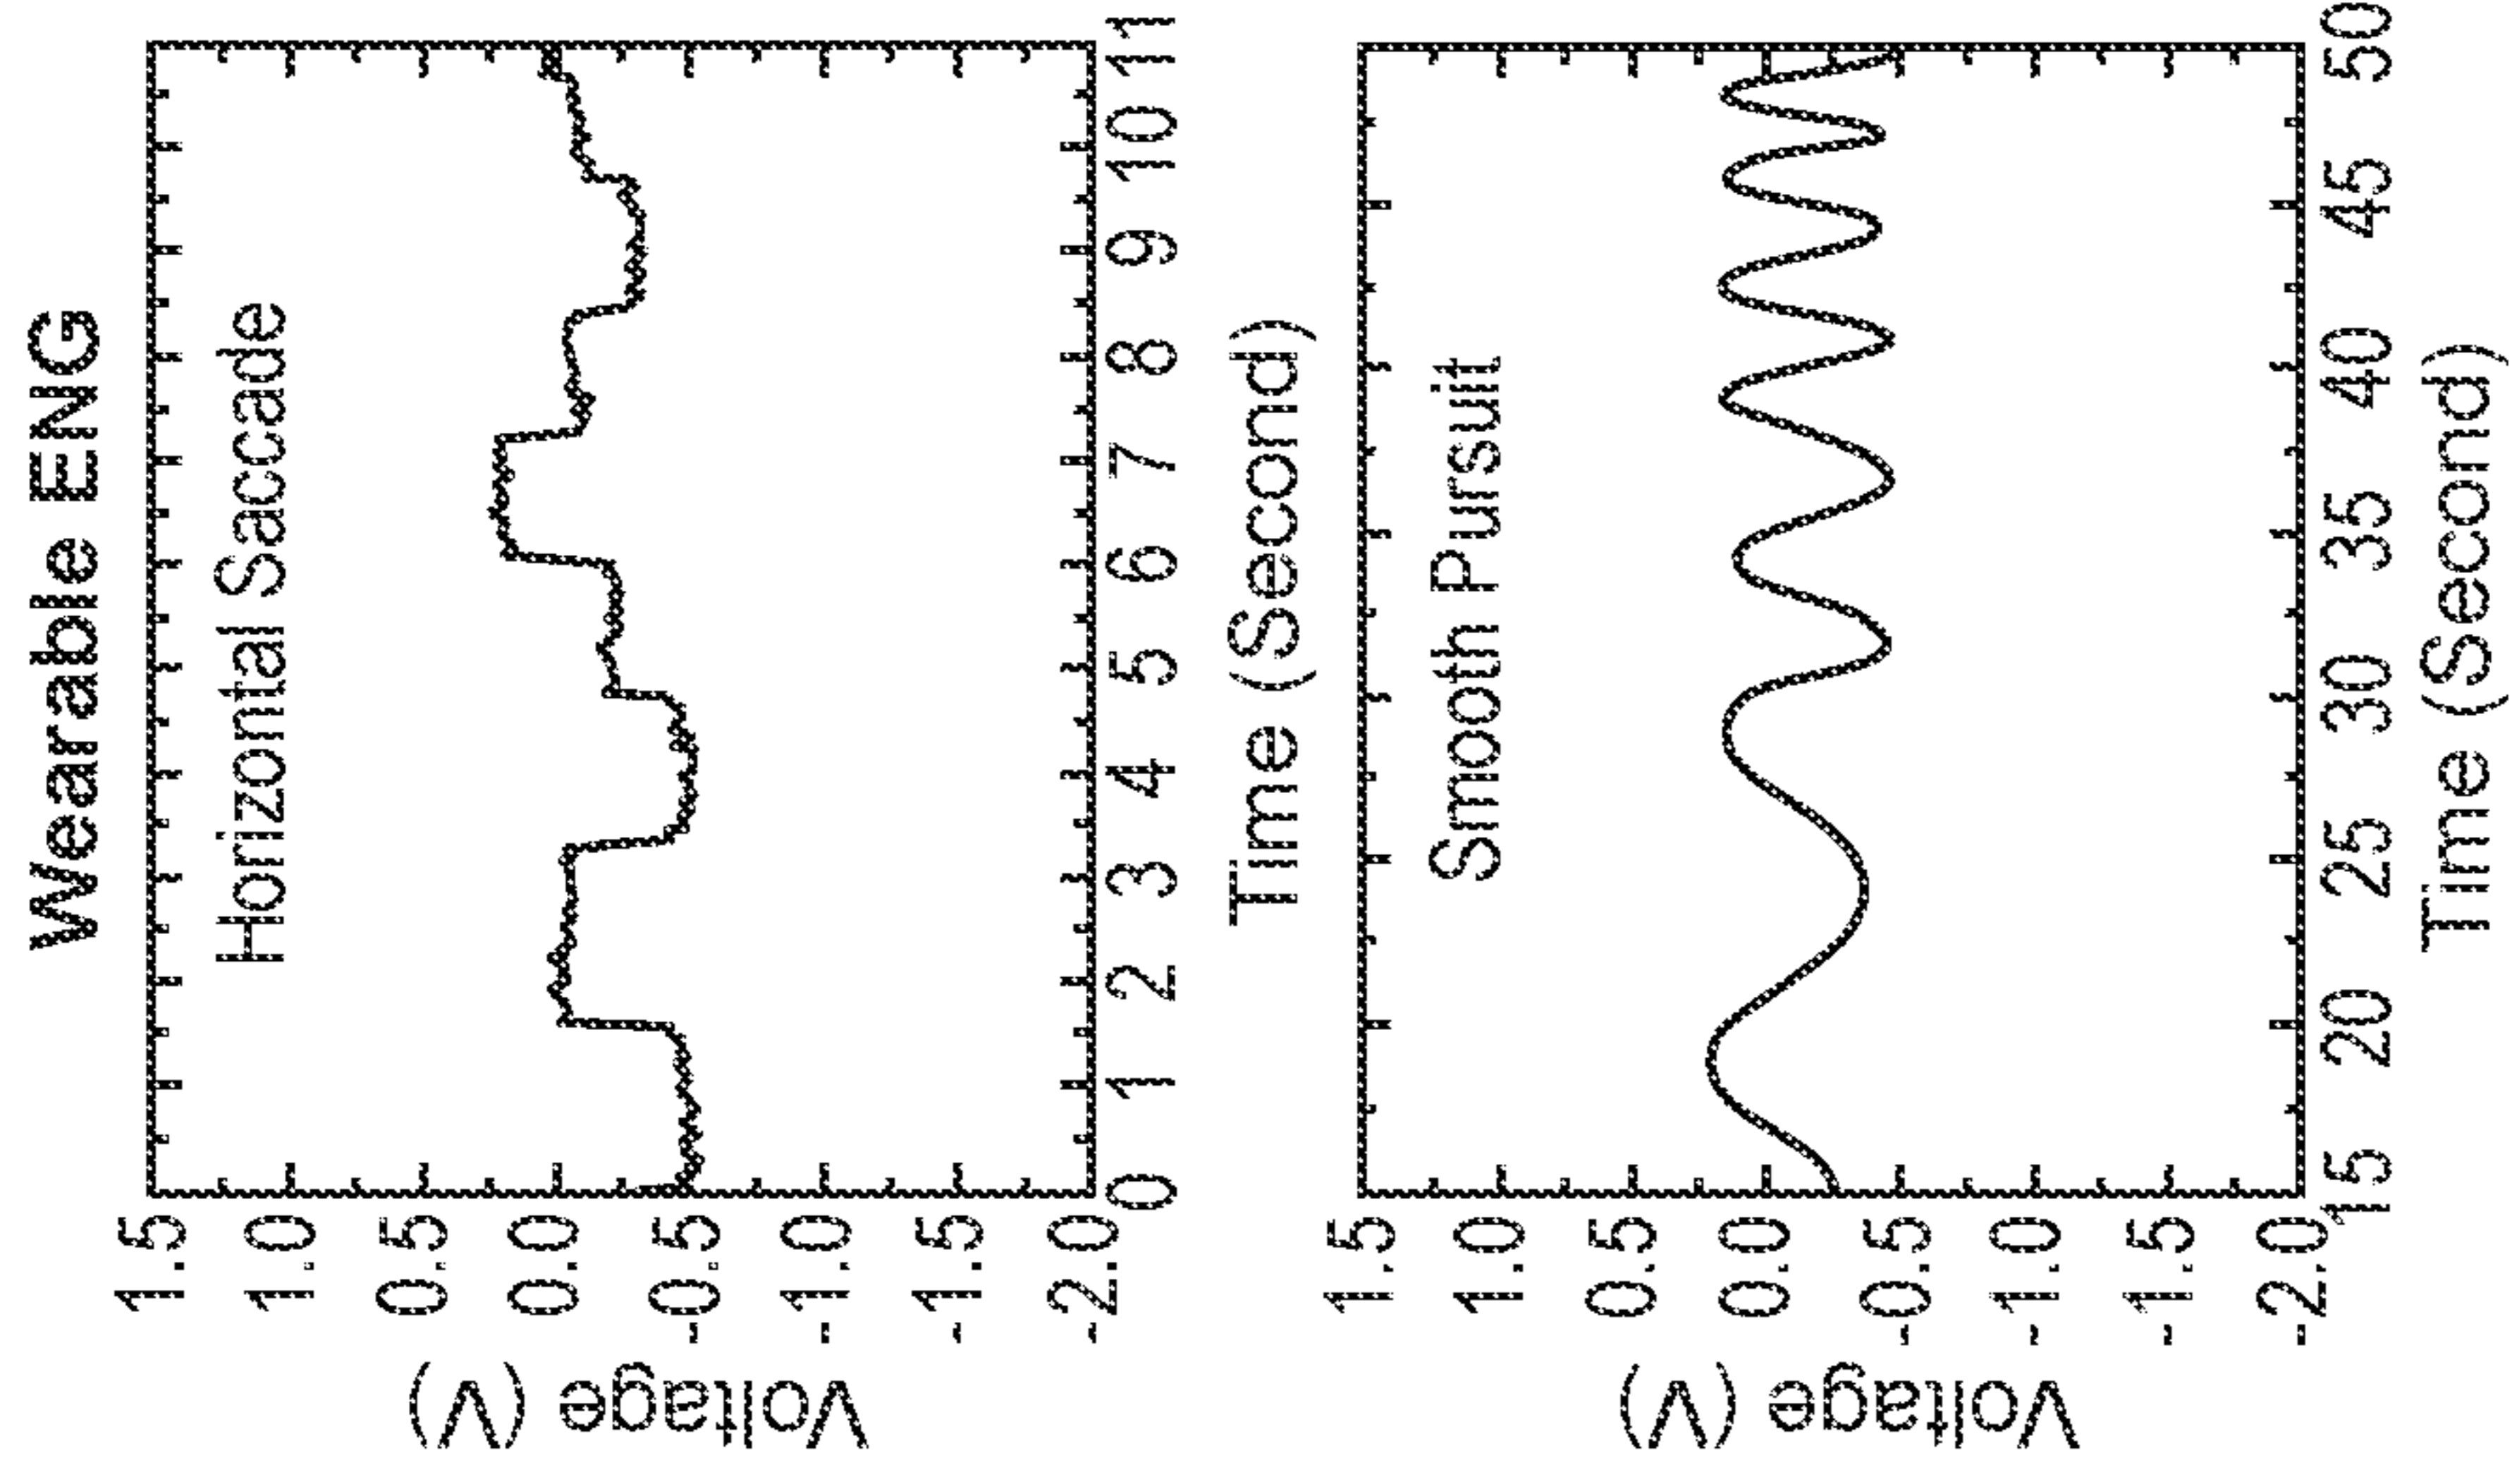 Wearable ENG
Horizontal Saccade
Voltage (V)
1.5
1.0
0.5
0.0
-0.5
-1.0
-1.5
-2.0
0 1 2 3 4 5 6 7 8 9 10 11
Time (Second)
Smooth Pursuit
Voltage (V)
1.5
1.0
0.5
0.0
-0.5
-1.0
-1.5
-2.0
15 20 25 30 35 40 45 50
Time (Second)